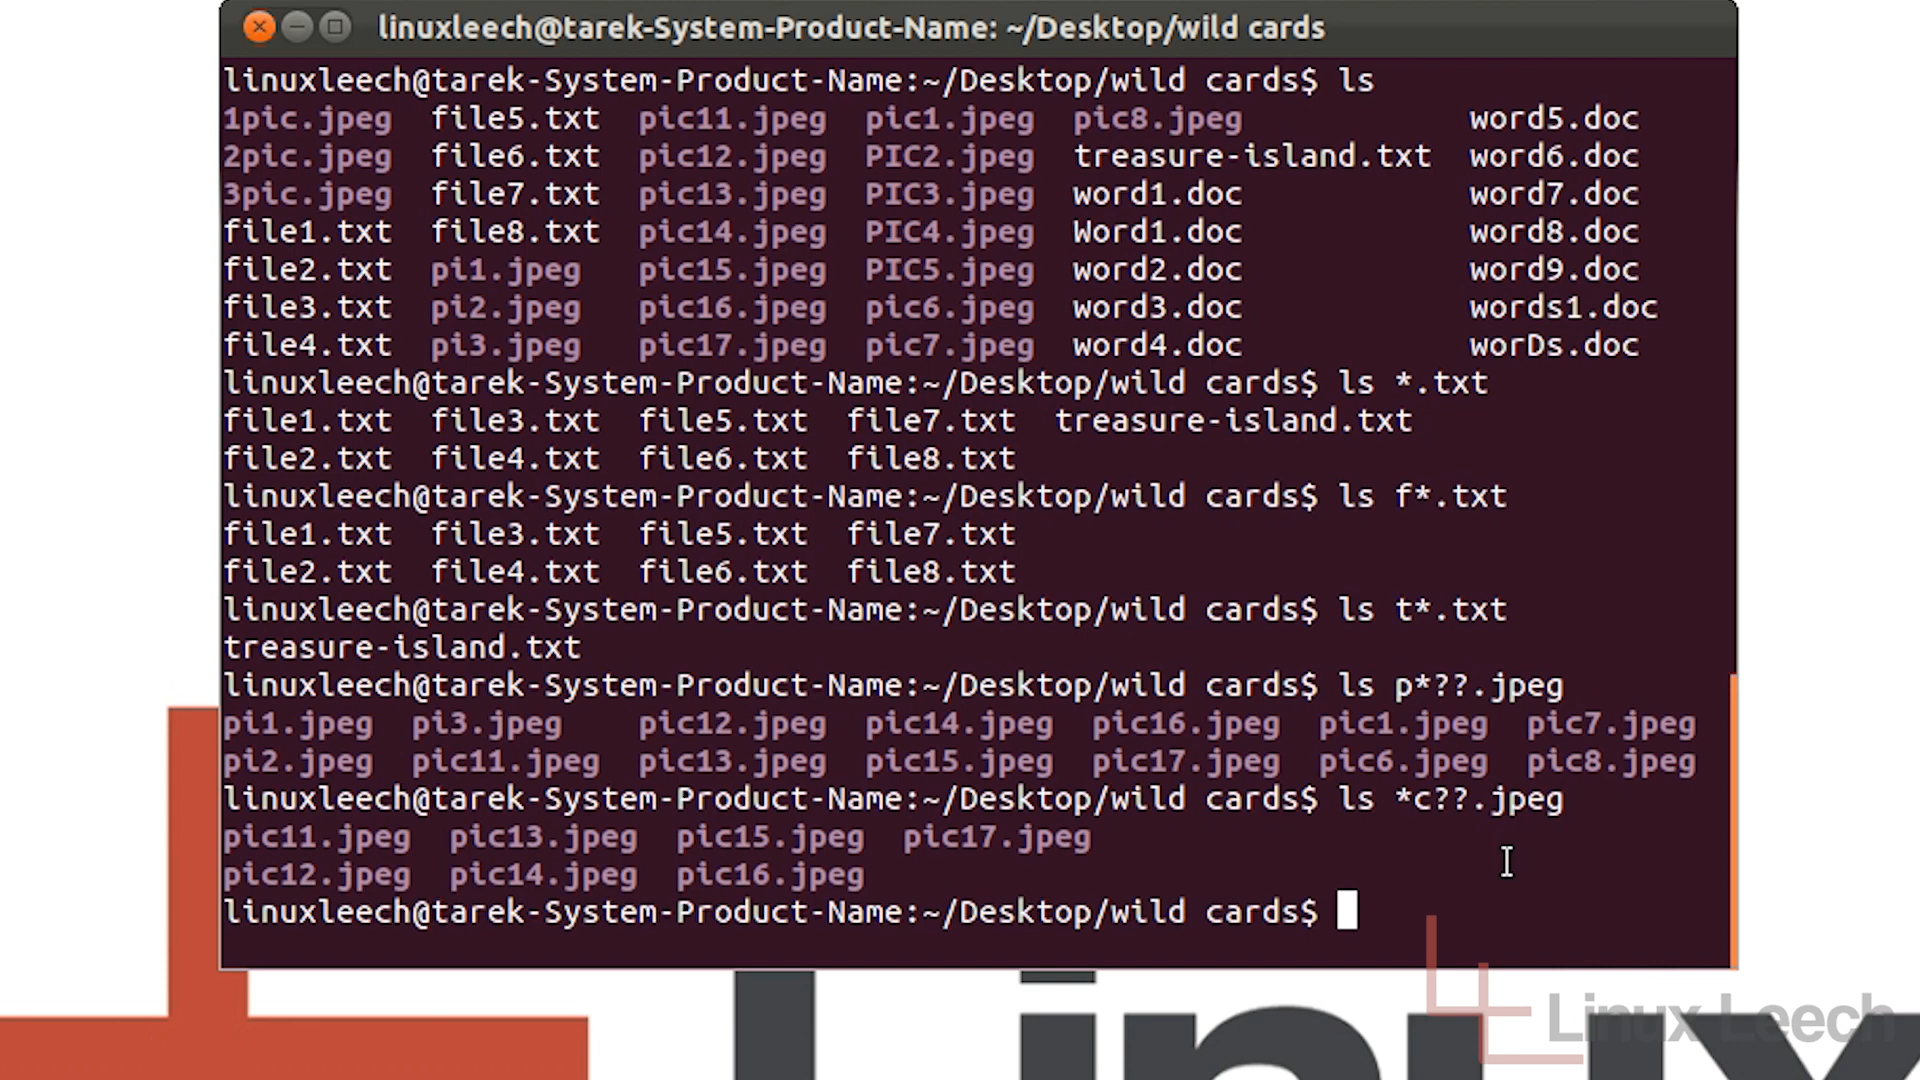 linuxleech@tarek-System-Product-Name: ~/Desktop/wild cards
linuxleech@tarek-System-Product-Name:~/Desktop/wild cards$ ls
1pic.jpeg  file5.txt  pic11.jpeg  pic1.jpeg  pic8.jpeg            word5.doc
2pic.jpeg  file6.txt  pic12.jpeg  PIC2.jpeg  treasure-island.txt  word6.doc
3pic.jpeg  file7.txt  pic13.jpeg  PIC3.jpeg  word1.doc            word7.doc
file1.txt  file8.txt  pic14.jpeg  PIC4.jpeg  Word1.doc            word8.doc
file2.txt  pi1.jpeg   pic15.jpeg  PIC5.jpeg  word2.doc            word9.doc
file3.txt  pi2.jpeg   pic16.jpeg  pic6.jpeg  word3.doc            words1.doc
file4.txt  pi3.jpeg   pic17.jpeg  pic7.jpeg  word4.doc            worDs.doc
linuxleech@tarek-System-Product-Name:~/Desktop/wild cards$ ls *.txt
file1.txt  file3.txt  file5.txt  file7.txt  treasure-island.txt
file2.txt  file4.txt  file6.txt  file8.txt
linuxleech@tarek-System-Product-Name:~/Desktop/wild cards$ ls f*.txt
file1.txt  file3.txt  file5.txt  file7.txt
file2.txt  file4.txt  file6.txt  file8.txt
linuxleech@tarek-System-Product-Name:~/Desktop/wild cards$ ls t*.txt
treasure-island.txt
linuxleech@tarek-System-Product-Name:~/Desktop/wild cards$ ls p*??.jpeg
pi1.jpeg  pi3.jpeg    pic12.jpeg  pic14.jpeg  pic16.jpeg  pic1.jpeg  pic7.jpeg
pi2.jpeg  pic11.jpeg  pic13.jpeg  pic15.jpeg  pic17.jpeg  pic6.jpeg  pic8.jpeg
linuxleech@tarek-System-Product-Name:~/Desktop/wild cards$ ls *c??.jpeg
pic11.jpeg  pic13.jpeg  pic15.jpeg  pic17.jpeg
pic12.jpeg  pic14.jpeg  pic16.jpeg
linuxleech@tarek-System-Product-Name:~/Desktop/wild cards$
Linux Leech
Linux